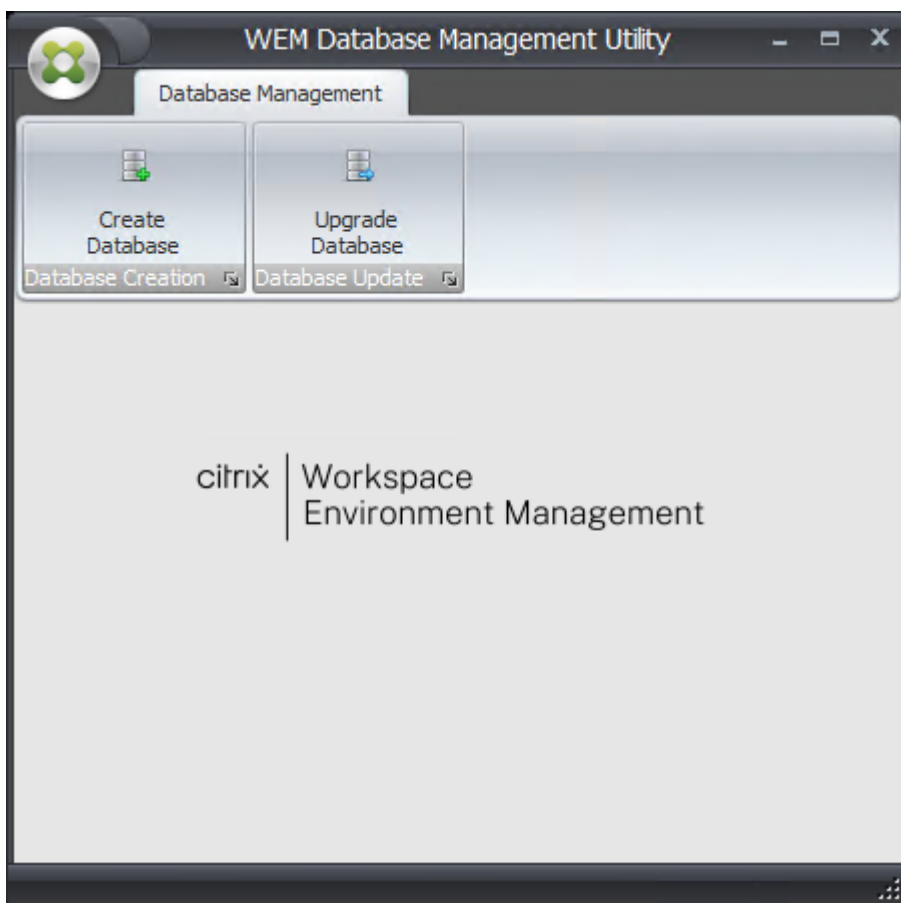 WEM Database Management Utility
Database Management
Create
Database
Upgrade
Database
Database Creation
Database Update
citrix
Workspace
Environment Management